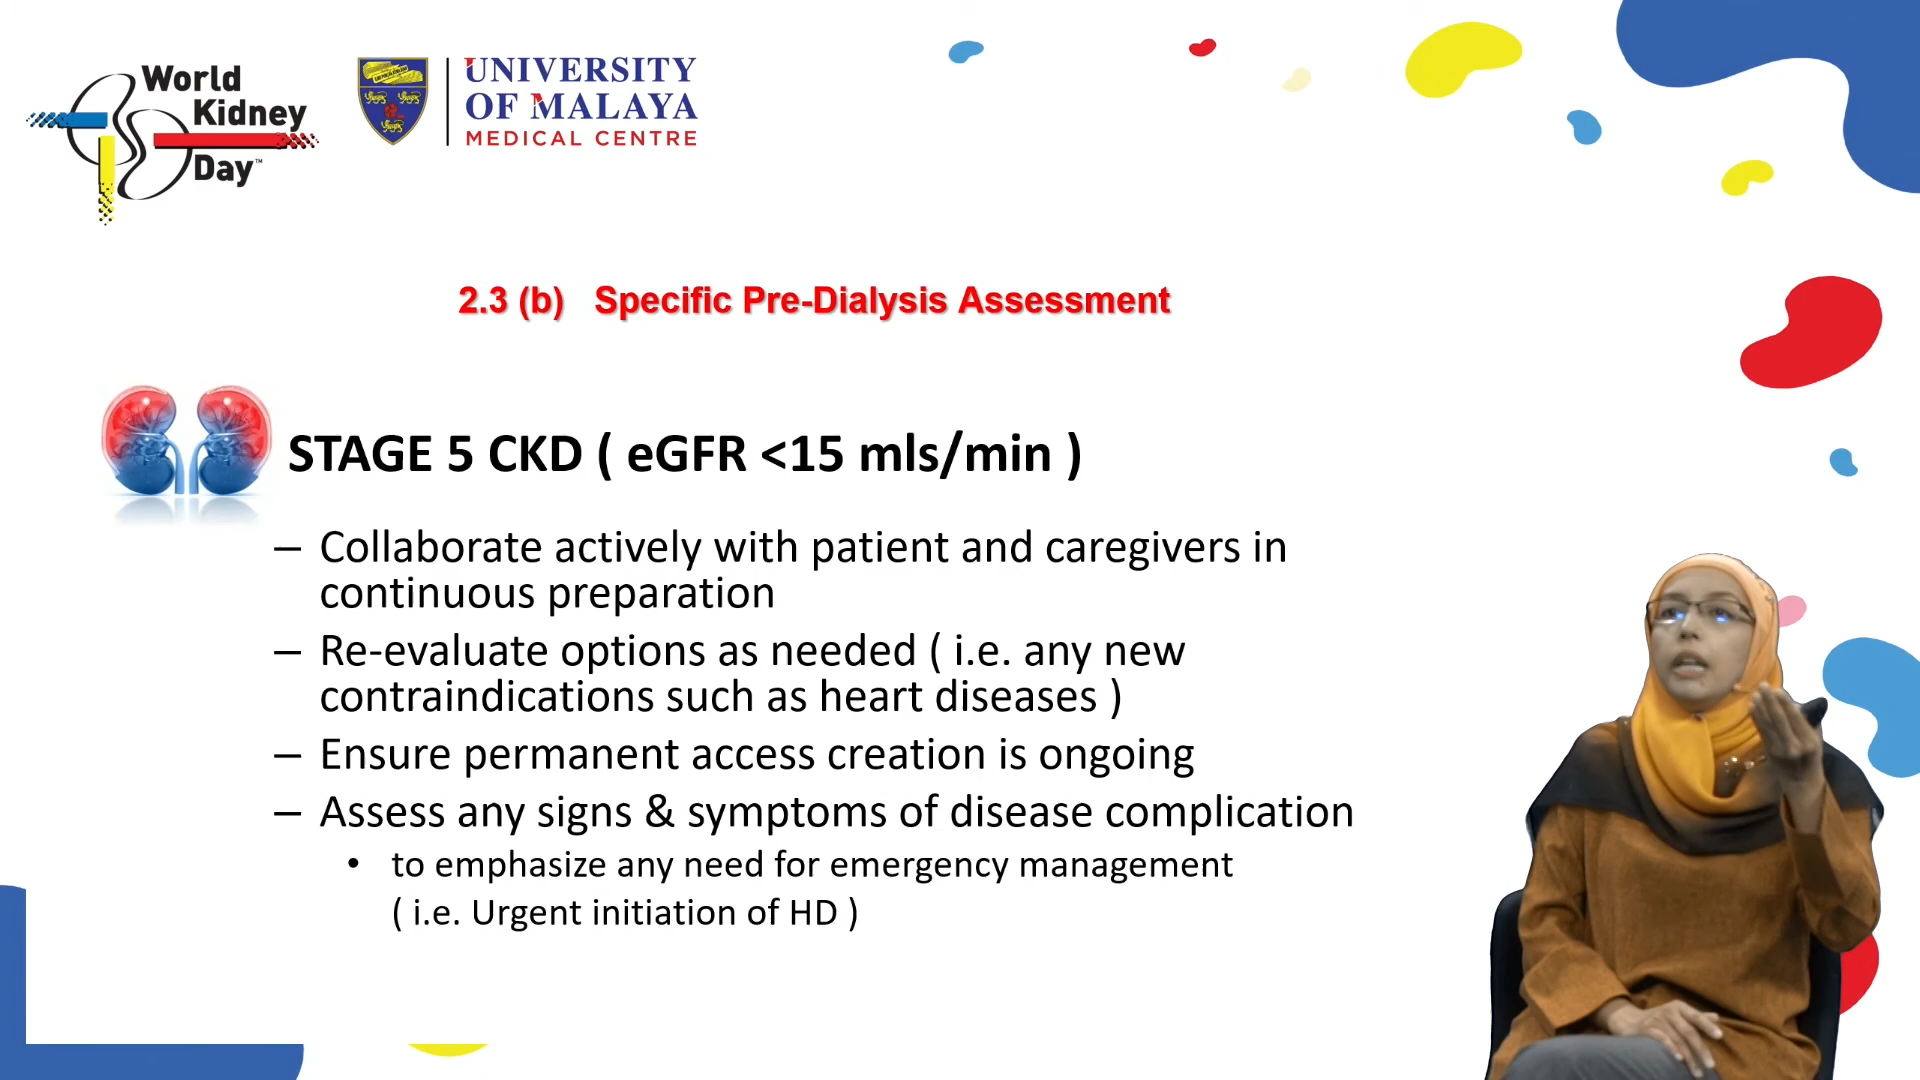 World
Kidney
Day™
UNIVERSITY
OF MALAYA
MEDICAL CENTRE
2.3 (b) Specific Pre-Dialysis Assessment
STAGE 5 CKD ( eGFR <15 mls/min )
– Collaborate actively with patient and caregivers in
continuous preparation
– Re-evaluate options as needed ( i.e. any new
contraindications such as heart diseases )
– Ensure permanent access creation is ongoing
– Assess any signs & symptoms of disease complication
• to emphasize any need for emergency management
( i.e. Urgent initiation of HD )